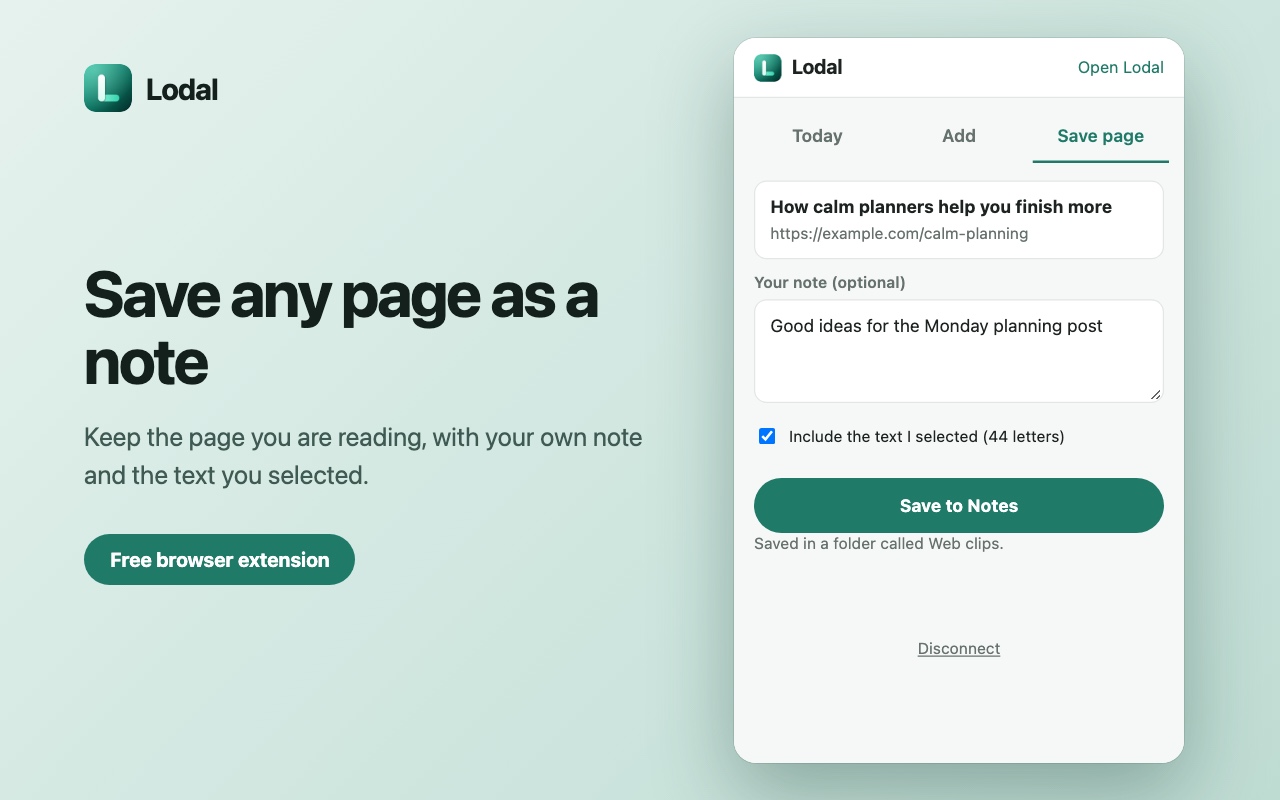 Lodal
Save any page as a
note
Keep the page you are reading, with your own note
and the text you selected.
Free browser extension
Lodal
Open Lodal
Today
Add
Save page
How calm planners help you finish more
https://example.com/calm-planning
Your note (optional)
Good ideas for the Monday planning post
Include the text I selected (44 letters)
Save to Notes
Saved in a folder called Web clips.
Disconnect